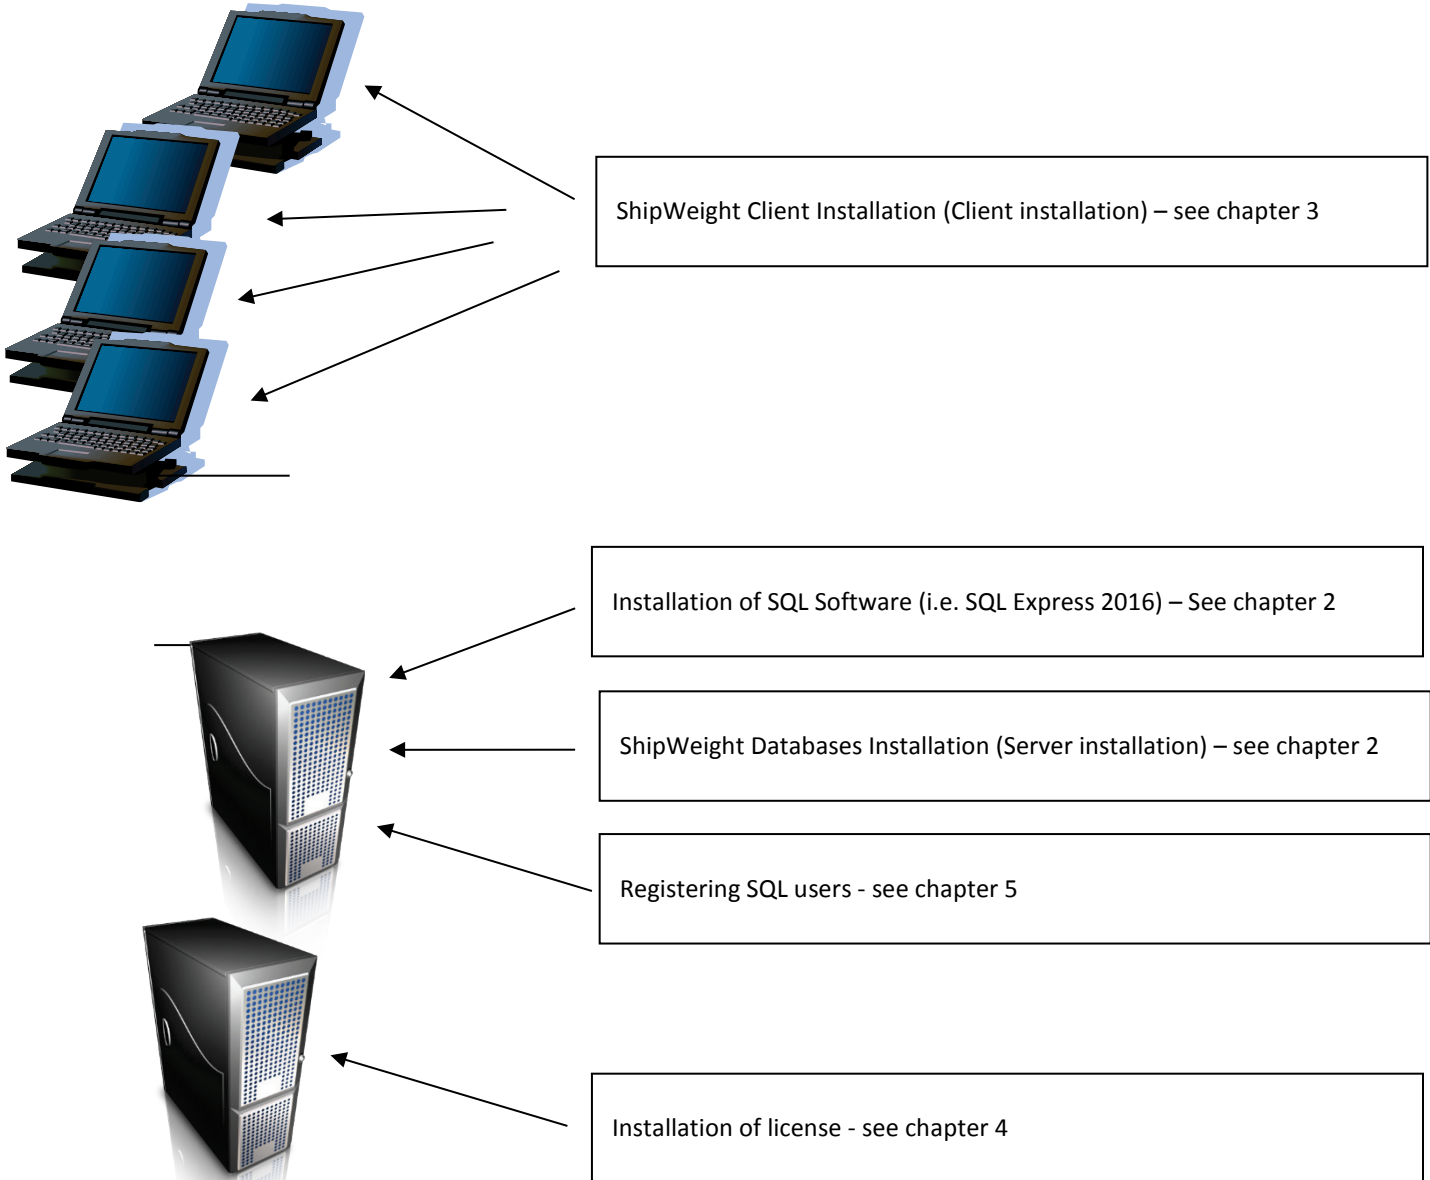 ShipWeight Client Installation (Client installation) – see chapter 3
Installation of SQL Software (i.e. SQL Express 2016) – See chapter 2
ShipWeight Databases Installation (Server installation) – see chapter 2
Registering SQL users - see chapter 5
Installation of license - see chapter 4